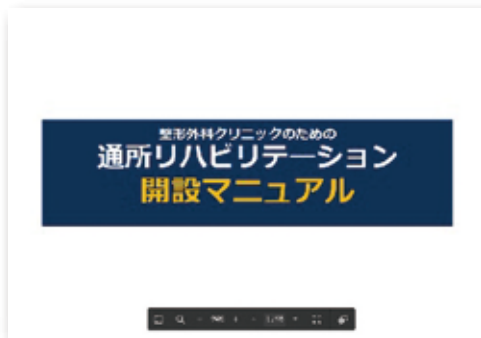 整形外科クリニックのための
通所リハビリテーション
開設マニュアル